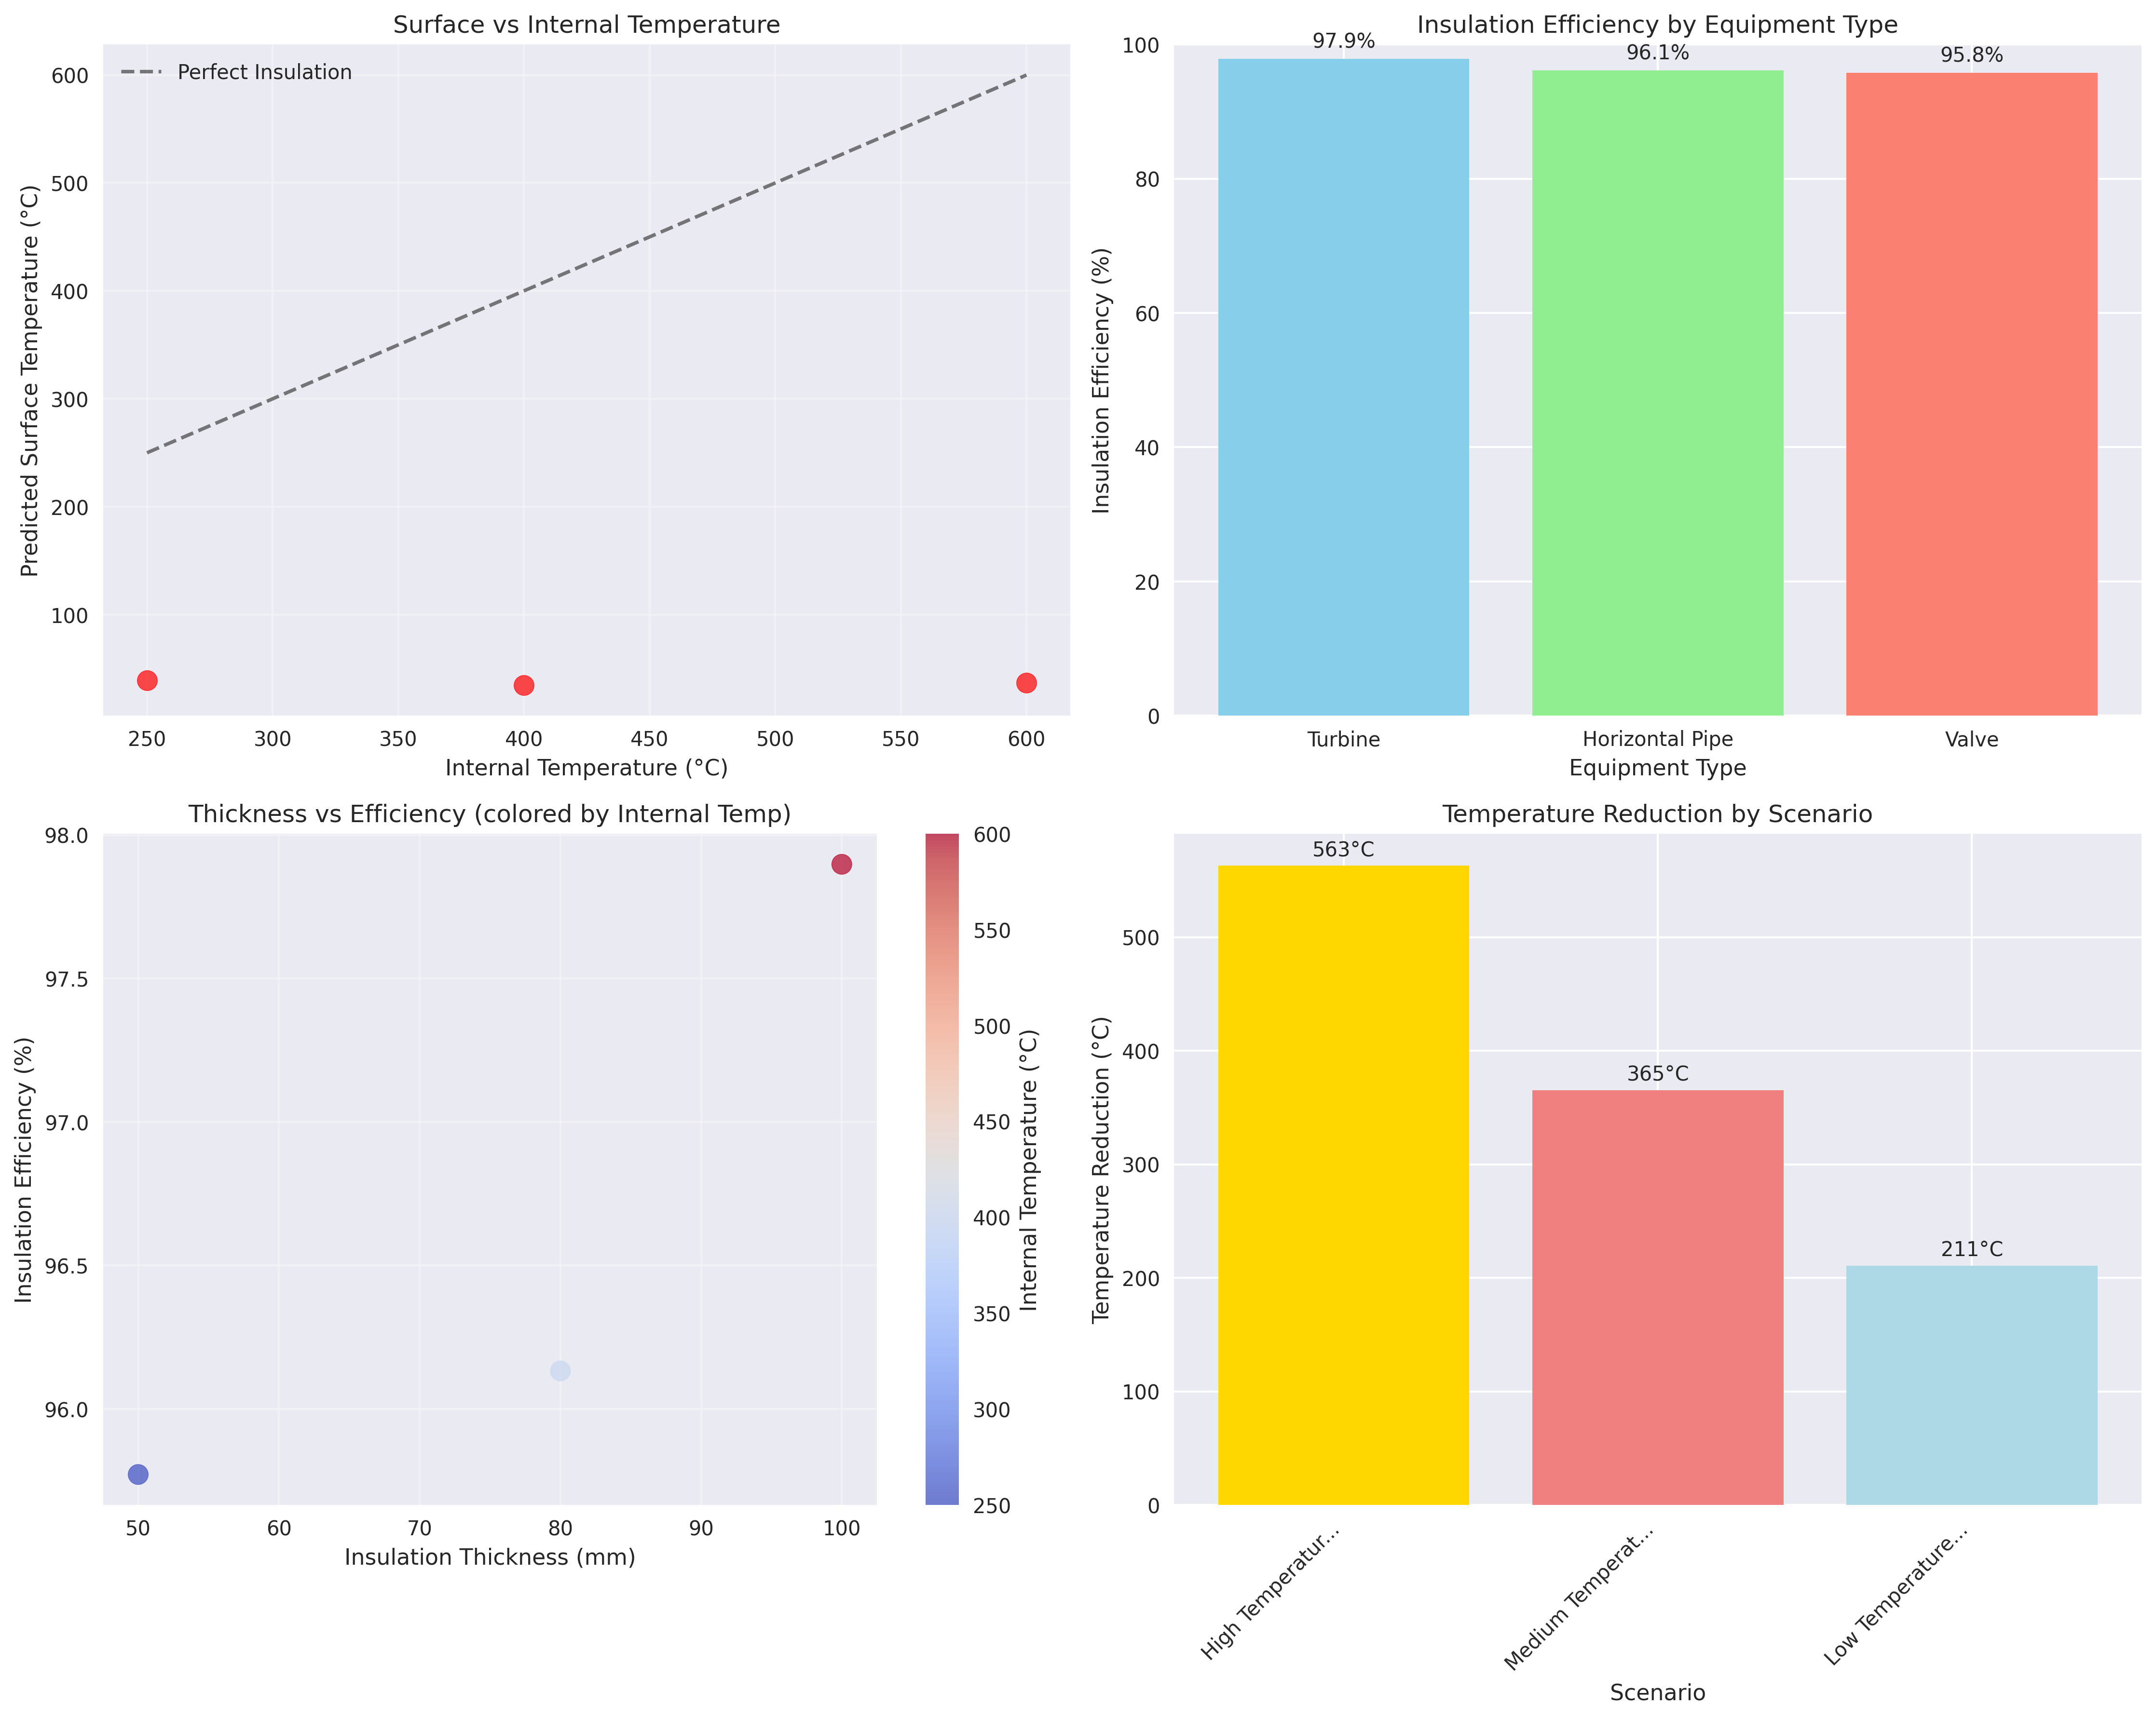 Surface vs Internal Temperature
Perfect Insulation
600
500
400
300
200
100
Predicted Surface Temperature (°C)
250 300 350 400 450 500 550 600
Internal Temperature (°C)
Insulation Efficiency by Equipment Type
97.9% 96.1% 95.8%
100
80
60
40
20
0
Insulation Efficiency (%)
Turbine Horizontal Pipe Valve
Equipment Type
Thickness vs Efficiency (colored by Internal Temp)
98.0
97.5
97.0
96.5
96.0
Insulation Efficiency (%)
50 60 70 80 90 100
Insulation Thickness (mm)
600
550
500
450
400
350
300
250
Internal Temperature (°C)
Temperature Reduction by Scenario
563°C
365°C
211°C
500
400
300
200
100
0
Temperature Reduction (°C)
High Temperatur...
Medium Temperat...
Low Temperature...
Scenario